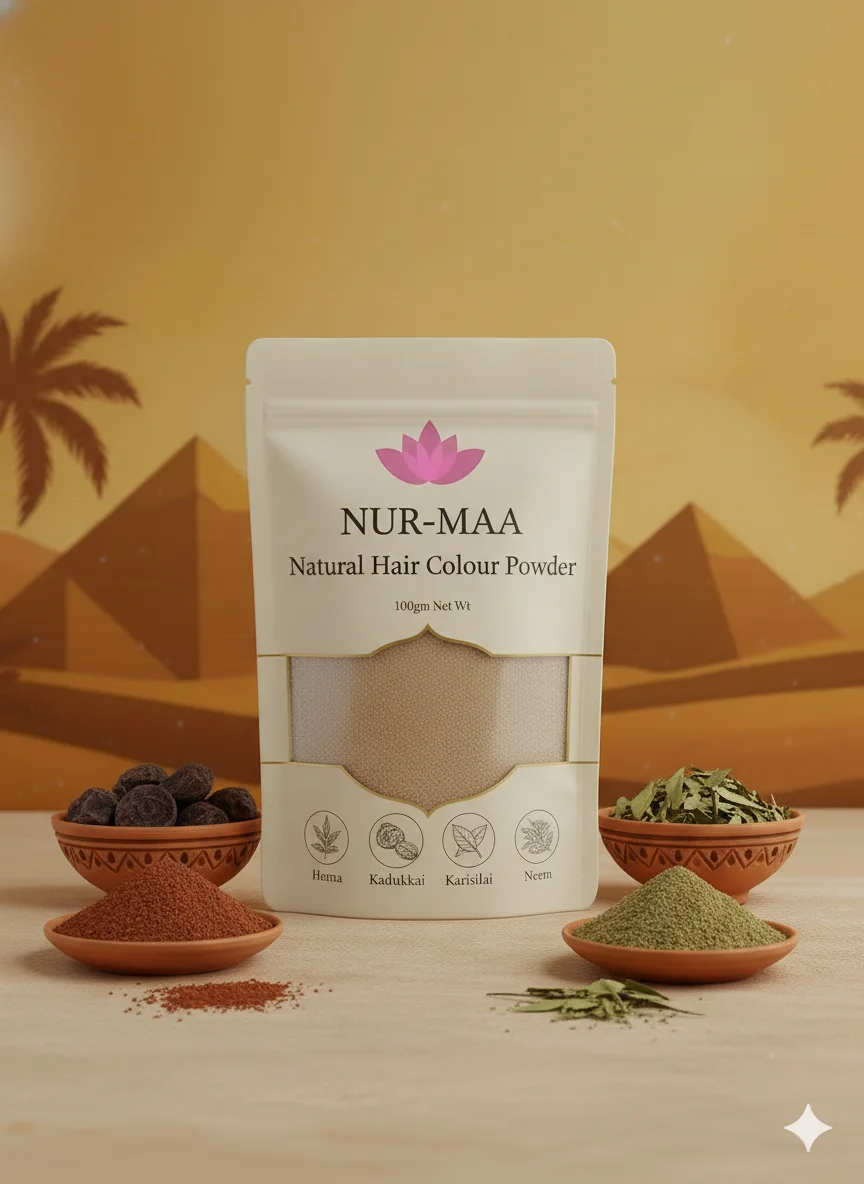 NUR-MAA
Natural Hair Colour Powder
100gm Net Wt
Hema
Kadukkai
Karisilai
Neem